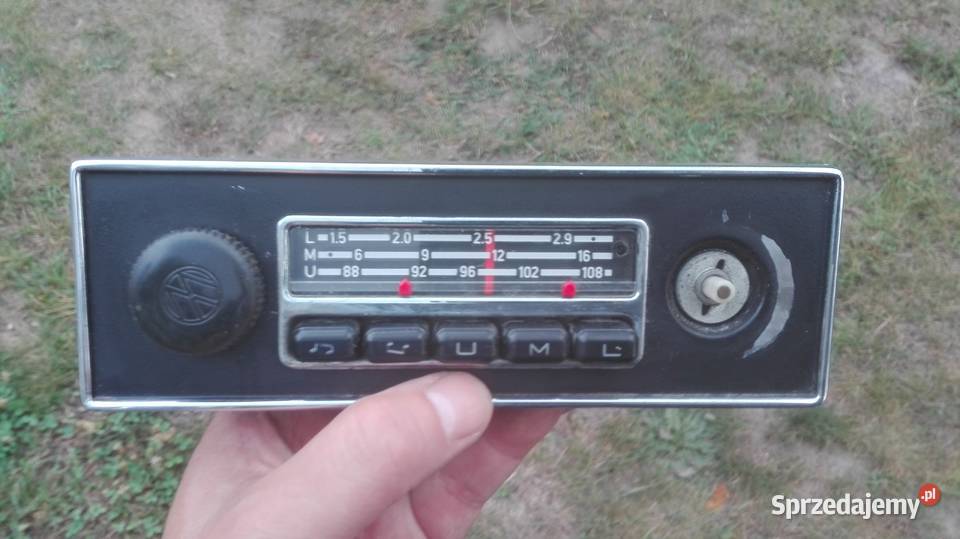 L 1.5 2.0 2.5 2.9
M 6 9 12 16
U 88 92 96 102 108
U M L
Sprzedajemy.pl